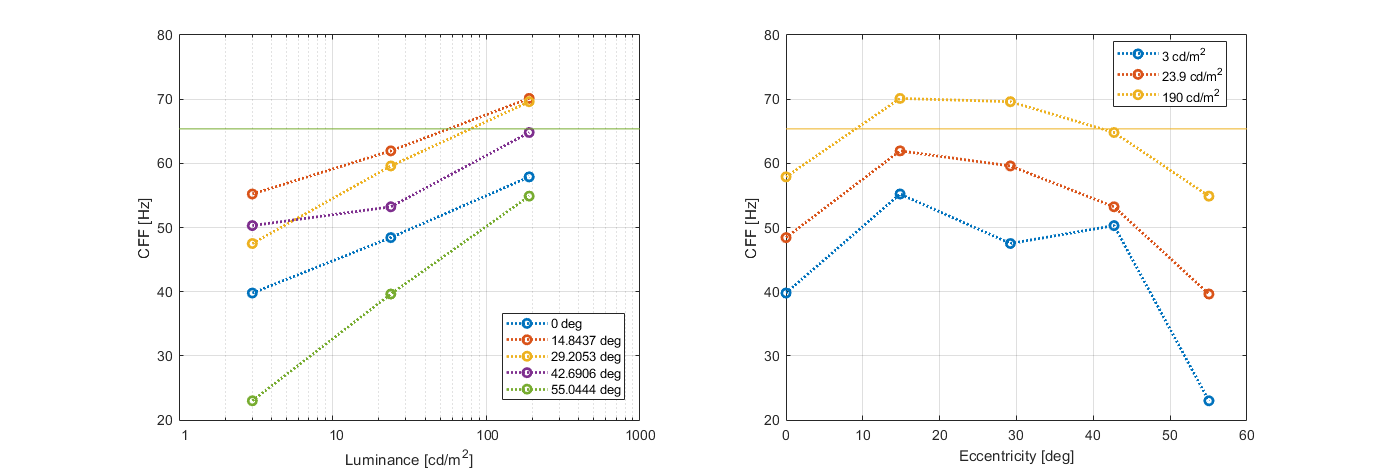 80
70
60
50
40
30
20
CFF [Hz]
1
10
100
1000
Luminance [cd/m²]
0 deg
14.8437 deg
29.2053 deg
42.6906 deg
55.0444 deg
80
70
60
50
40
30
20
CFF [Hz]
0
10
20
30
40
50
60
Eccentricity [deg]
3 cd/m²
23.9 cd/m²
190 cd/m²